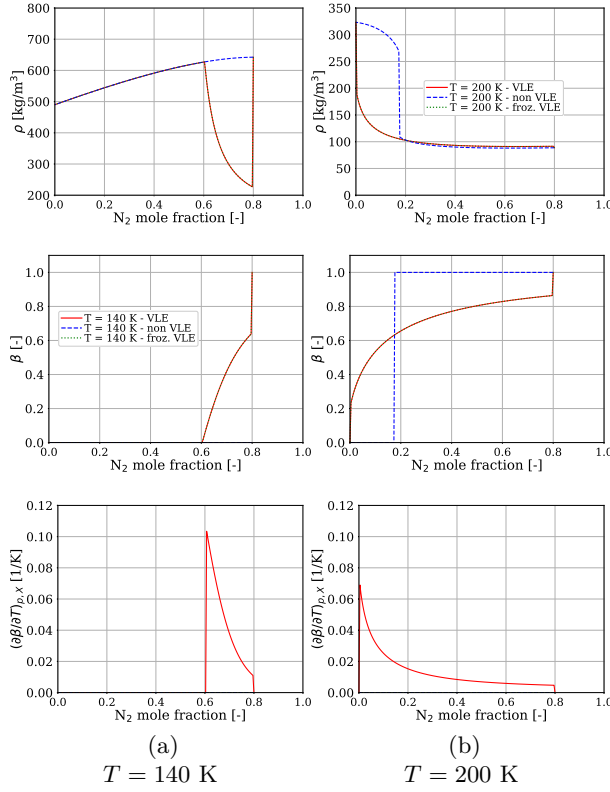 800
700
600
500
400
300
200
ρ [kg/m³]
0.0 0.2 0.4 0.6 0.8 1.0
N₂ mole fraction [-]
350
300
250
200
150
100
50
0
ρ [kg/m³]
T = 200 K - VLE
T = 200 K - non VLE
T = 200 K - froz. VLE
0.0 0.2 0.4 0.6 0.8 1.0
N₂ mole fraction [-]
1.0
0.8
0.6
0.4
0.2
0.0
β [-]
T = 140 K - VLE
T = 140 K - non VLE
T = 140 K - froz. VLE
0.0 0.2 0.4 0.6 0.8 1.0
N₂ mole fraction [-]
1.0
0.8
0.6
0.4
0.2
0.0
β [-]
0.0 0.2 0.4 0.6 0.8 1.0
N₂ mole fraction [-]
0.12
0.10
0.08
0.06
0.04
0.02
0.00
(∂β/∂T)p,X [1/K]
0.0 0.2 0.4 0.6 0.8 1.0
N₂ mole fraction [-]
0.12
0.10
0.08
0.06
0.04
0.02
0.00
(∂β/∂T)p,X [1/K]
0.0 0.2 0.4 0.6 0.8 1.0
N₂ mole fraction [-]
(a)
T = 140 K
(b)
T = 200 K